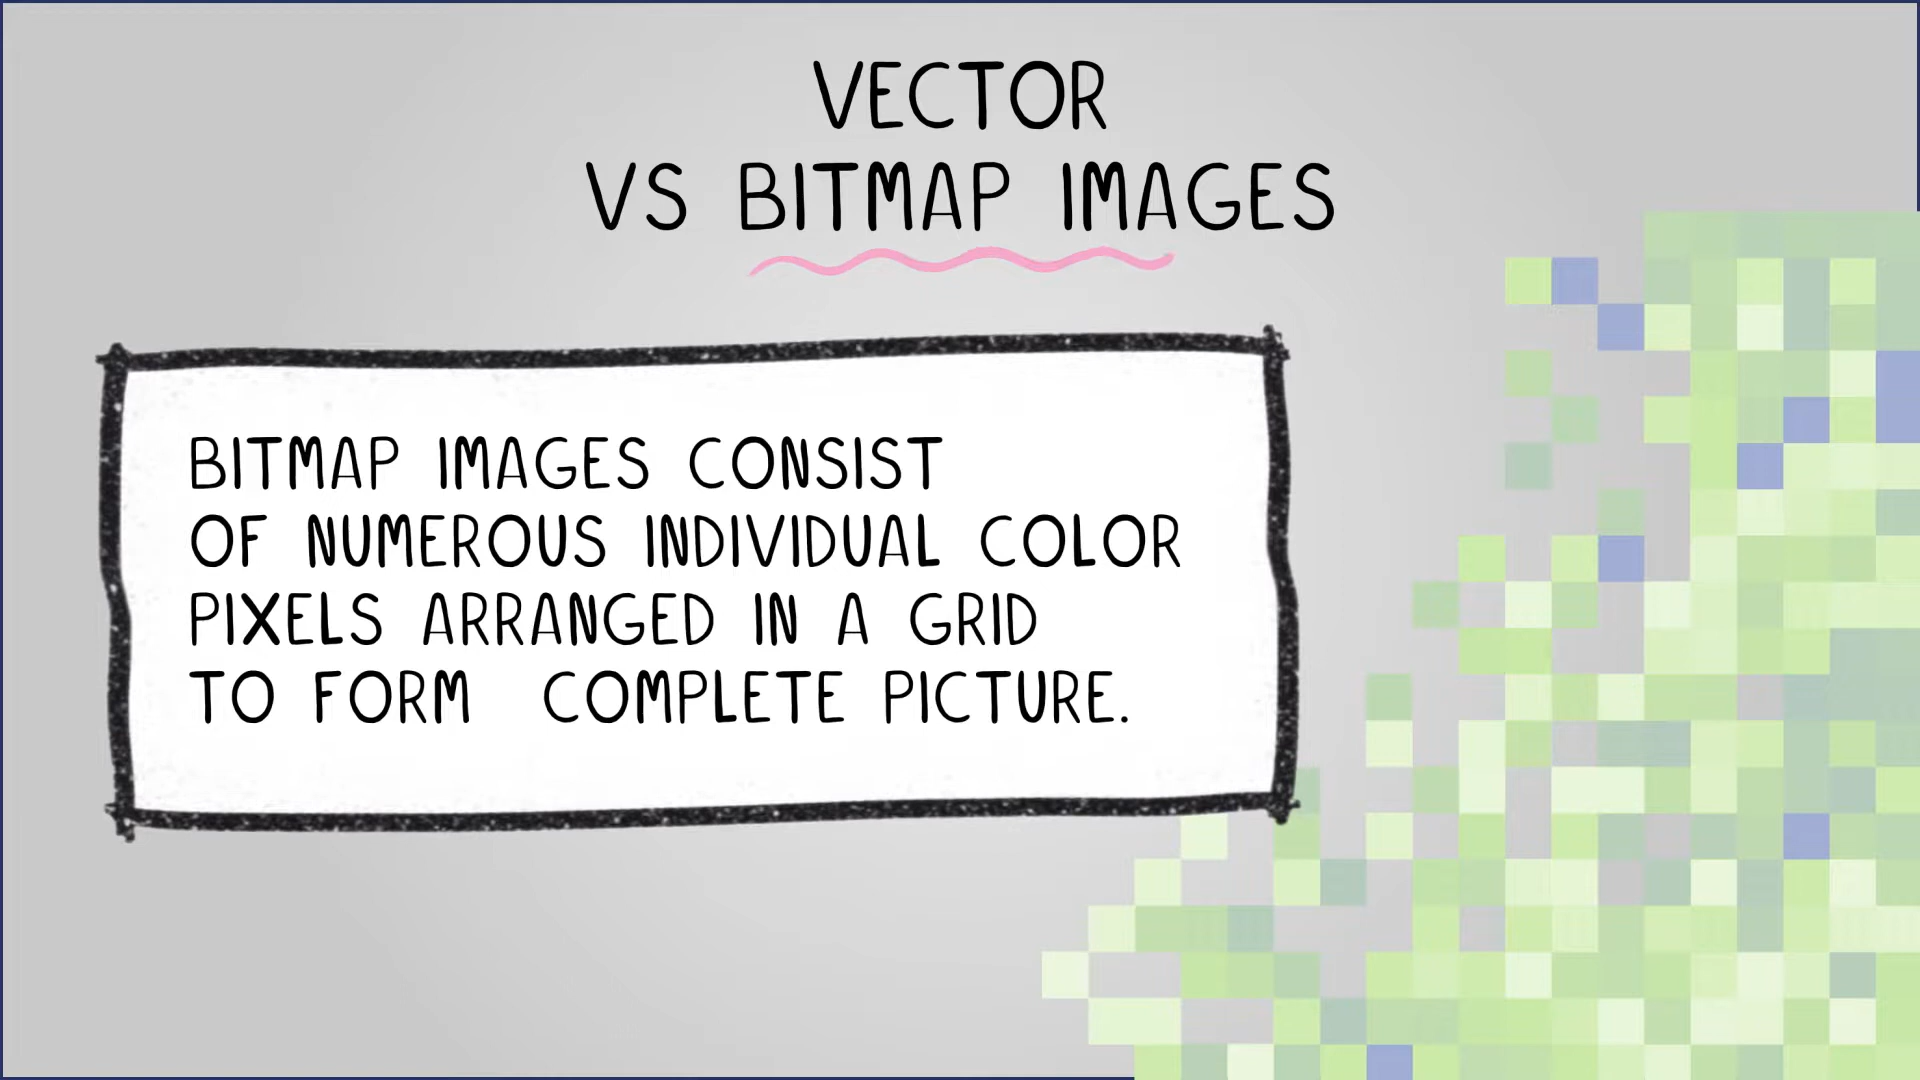 VECTOR
VS BITMAP IMAGES
BITMAP IMAGES CONSIST
OF NUMEROUS INDIVIDUAL COLOR
PIXELS ARRANGED IN A GRID
TO FORM COMPLETE PICTURE.